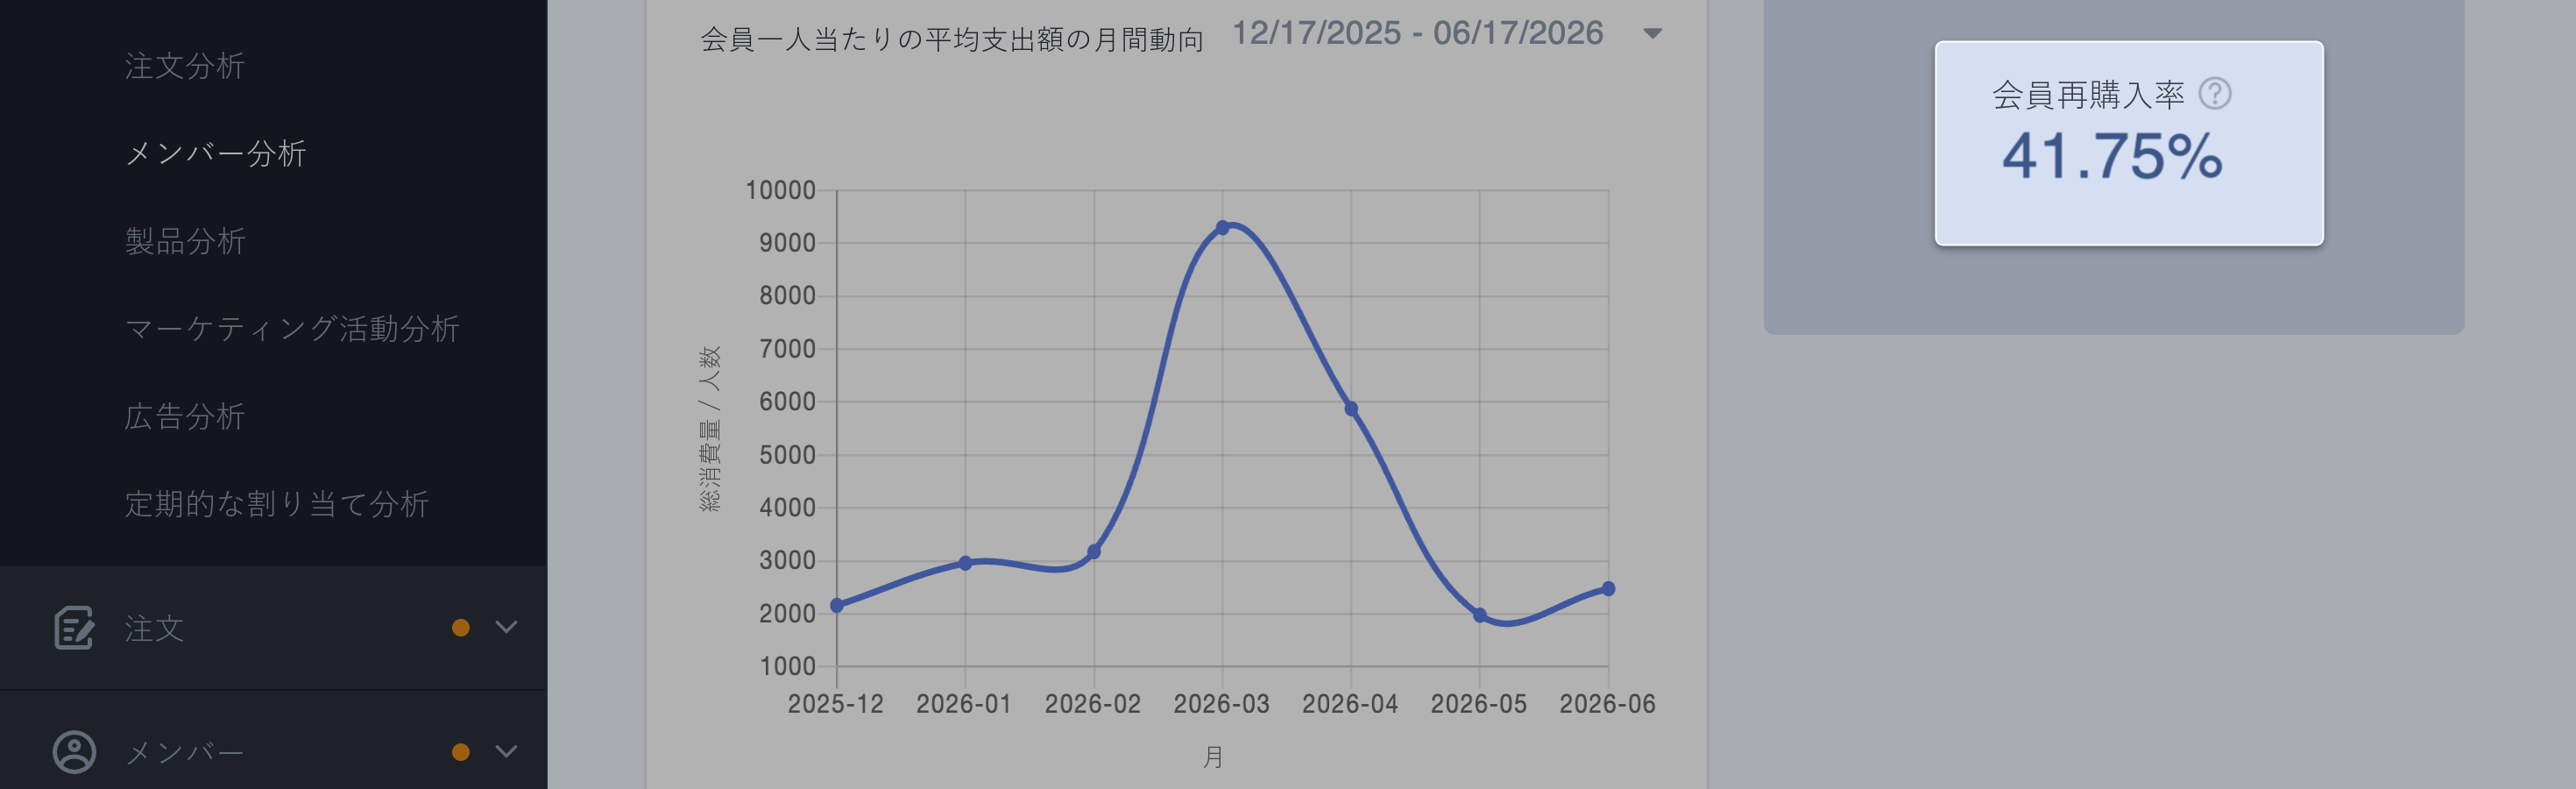 注文分析
メンバー分析
製品分析
マーケティング活動分析
広告分析
定期的な割り当て分析
注文
メンバー
会員一人当たりの平均支出額の月間動向 12/17/2025 - 06/17/2026
総消費量 / 人数
10000
9000
8000
7000
6000
5000
4000
3000
2000
1000
2025-12 2026-01 2026-02 2026-03 2026-04 2026-05 2026-06
月
会員再購入率 ?
41.75%